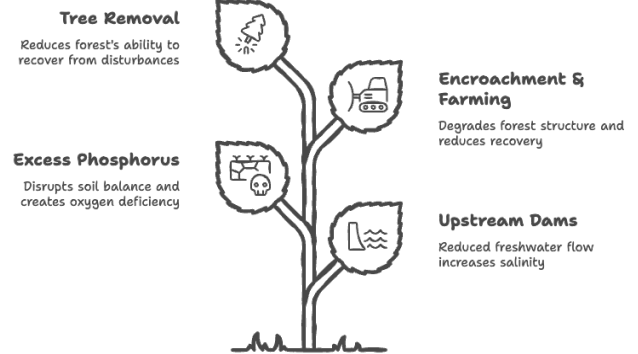 Tree Removal
Reduces forest's ability to
recover from disturbances
Encroachment &
Farming
Degrades forest structure and
reduces recovery
Excess Phosphorus
Disrupts soil balance and
creates oxygen deficiency
Upstream Dams
Reduced freshwater flow
increases salinity